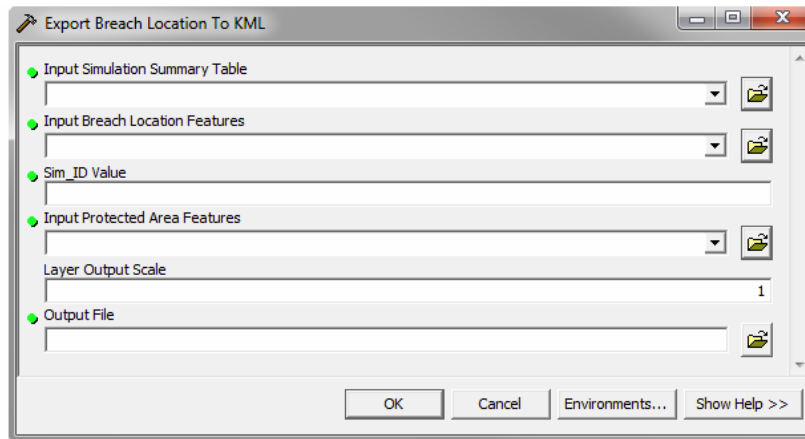 Export Breach Location To KML
Input Simulation Summary Table
Input Breach Location Features
Sim_ID Value
Input Protected Area Features
Layer Output Scale
1
Output File
OK Cancel Environments... Show Help >>